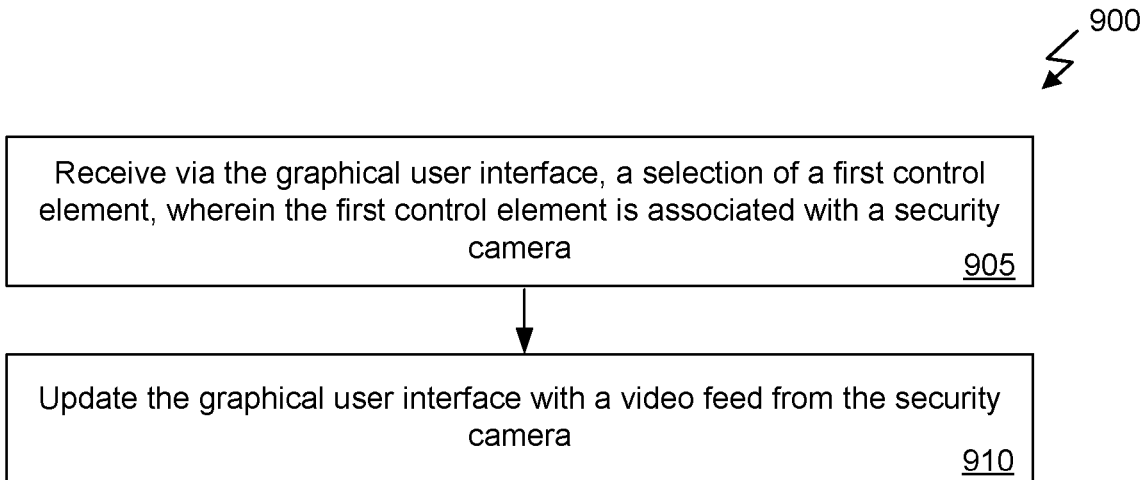 900
Receive via the graphical user interface, a selection of a first control
element, wherein the first control element is associated with a security
camera
905
Update the graphical user interface with a video feed from the security
camera
910